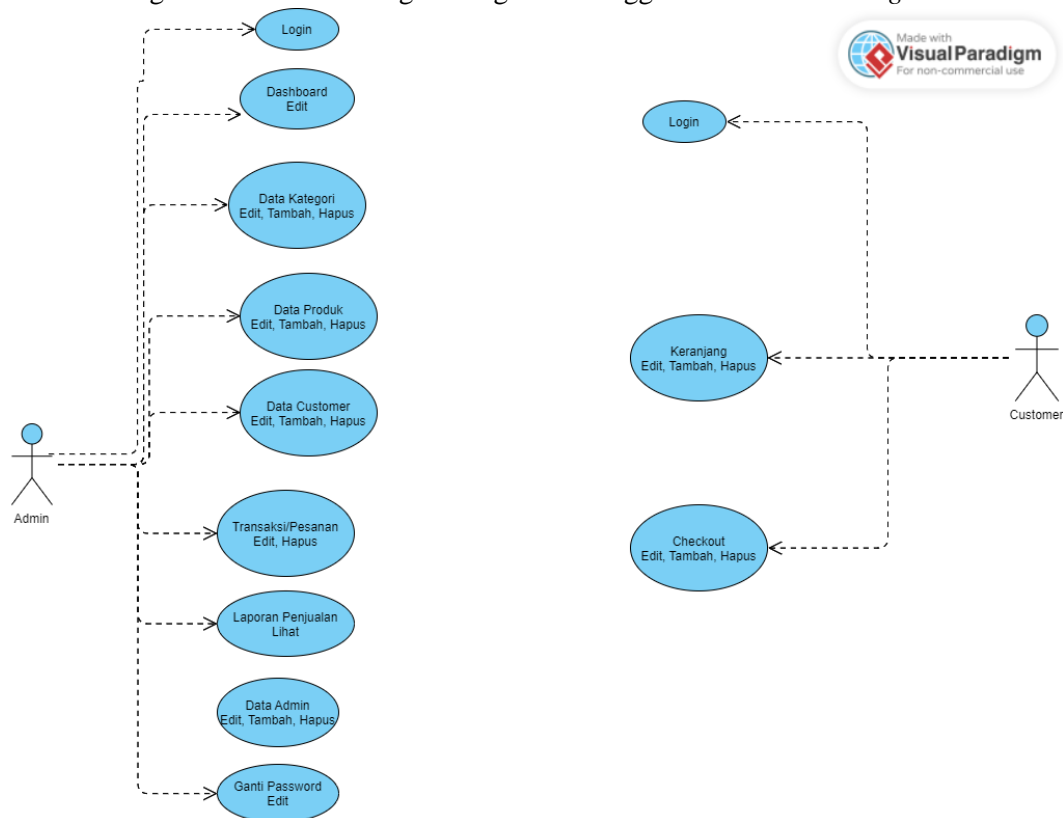 Login
Dashboard
Edit
Data Kategori
Edit, Tambah, Hapus
Data Produk
Edit, Tambah, Hapus
Data Customer
Edit, Tambah, Hapus
Admin
Transaksi/Pesanan
Edit, Hapus
Laporan Penjualan
Lihat
Data Admin
Edit, Tambah, Hapus
Ganti Password
Edit
Made with
Visual Paradigm
For non-commercial use
Login
Keranjang
Edit, Tambah, Hapus
Customer
Checkout
Edit, Tambah, Hapus